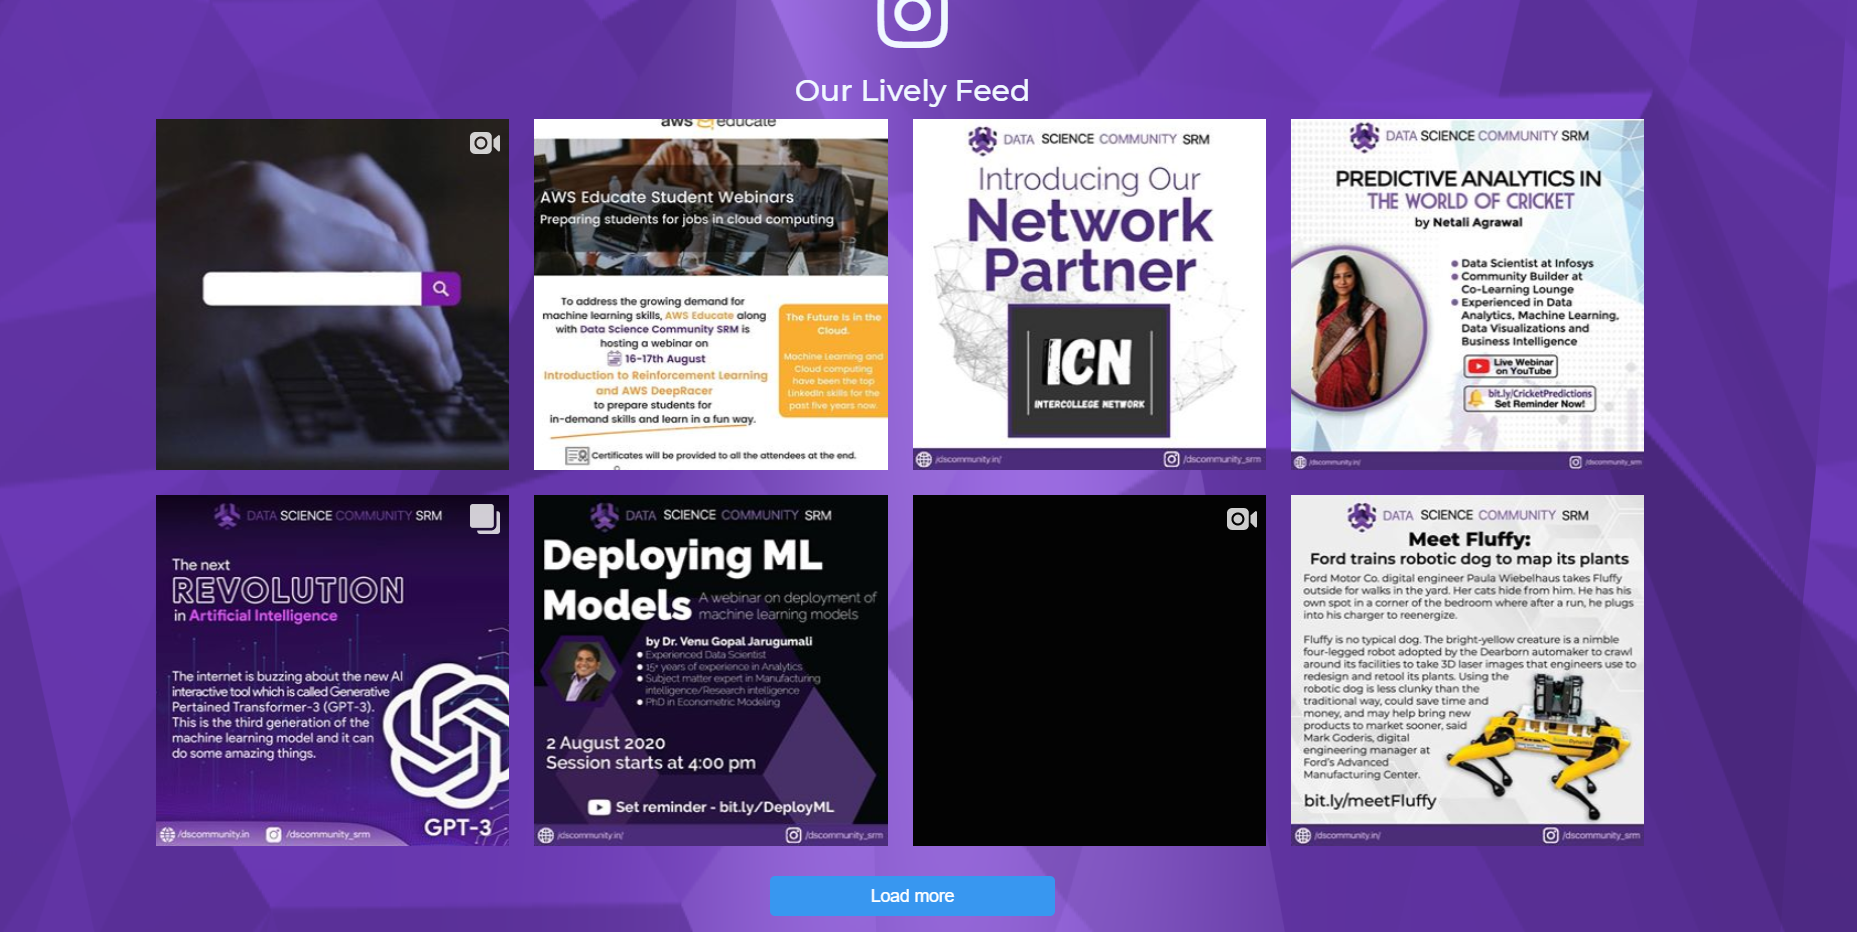 Our Lively Feed
aws educate
AWS Educate Student Webinars
Preparing students for jobs in cloud computing
To address the growing demand for
machine learning skills, AWS Educate along
with Data Science Community SRM is
hosting a webinar on
16-17th August
Introduction to Reinforcement Learning
and AWS DeepRacer
to prepare students for
in-demand skills and learn in a fun way.
The Future Is in the
Cloud.
Machine Learning and
Cloud computing
have been the top
LinkedIn skills for the
past five years now.
Certificates will be provided to all the attendees at the end.
DATA SCIENCE COMMUNITY SRM
Introducing Our
Network
Partner
ICN
INTERCOLLEGE NETWORK
/dscommunity.in/
/dscommunity_srm
DATA SCIENCE COMMUNITY SRM
PREDICTIVE ANALYTICS IN
THE WORLD OF CRICKET
by Netali Agrawal
Data Scientist at Infosys
Community Builder at
Co-Learning Lounge
Experienced in Data
Analytics, Machine Learning,
Data Visualizations and
Business Intelligence
Live Webinar
on YouTube
bit.ly/CricketPredictions
Set Reminder Now!
/dscommunity.in/
/dscommunity_srm
DATA SCIENCE COMMUNITY SRM
The next
REVOLUTION
in Artificial Intelligence
The internet is buzzing about the new AI
interactive tool which is called Generative
Pertained Transformer-3 (GPT-3).
This is the third generation of the
machine learning model and it can
do some amazing things.
GPT-3
/dscommunity.in
/dscommunity_srm
DATA SCIENCE COMMUNITY SRM
Deploying ML
Models
A webinar on deployment of
machine learning models
by Dr. Venu Gopal Jarugumali
Experienced Data Scientist
15+ years of experience in Analytics
Subject matter expert in Manufacturing
intelligence/Research intelligence
PhD in Econometric Modeling
2 August 2020
Session starts at 4:00 pm
Set reminder - bit.ly/DeployML
/dscommunity.in/
/dscommunity_srm
DATA SCIENCE COMMUNITY SRM
Meet Fluffy:
Ford trains robotic dog to map its plants
Ford Motor Co. digital engineer Paula Wiebelhaus takes Fluffy
outside for walks in the yard. Her cats hide from him. He has his
own spot in a corner of the bedroom where after a run, he plugs
into his charger to reenergize.
Fluffy is no typical dog. The bright-yellow creature is a nimble
four-legged robot adopted by the Dearborn automaker to crawl
around its facilities to take 3D laser images that engineers use to
redesign and retool its plants. Using the
robotic dog is less clunky than the
traditional way, could save time and
money, and may help bring new
products to market sooner, said
Mark Goderis, digital
engineering manager at
Ford's Advanced
Manufacturing Center.
bit.ly/meetFluffy
/dscommunity.in/
/dscommunity_srm
Load more